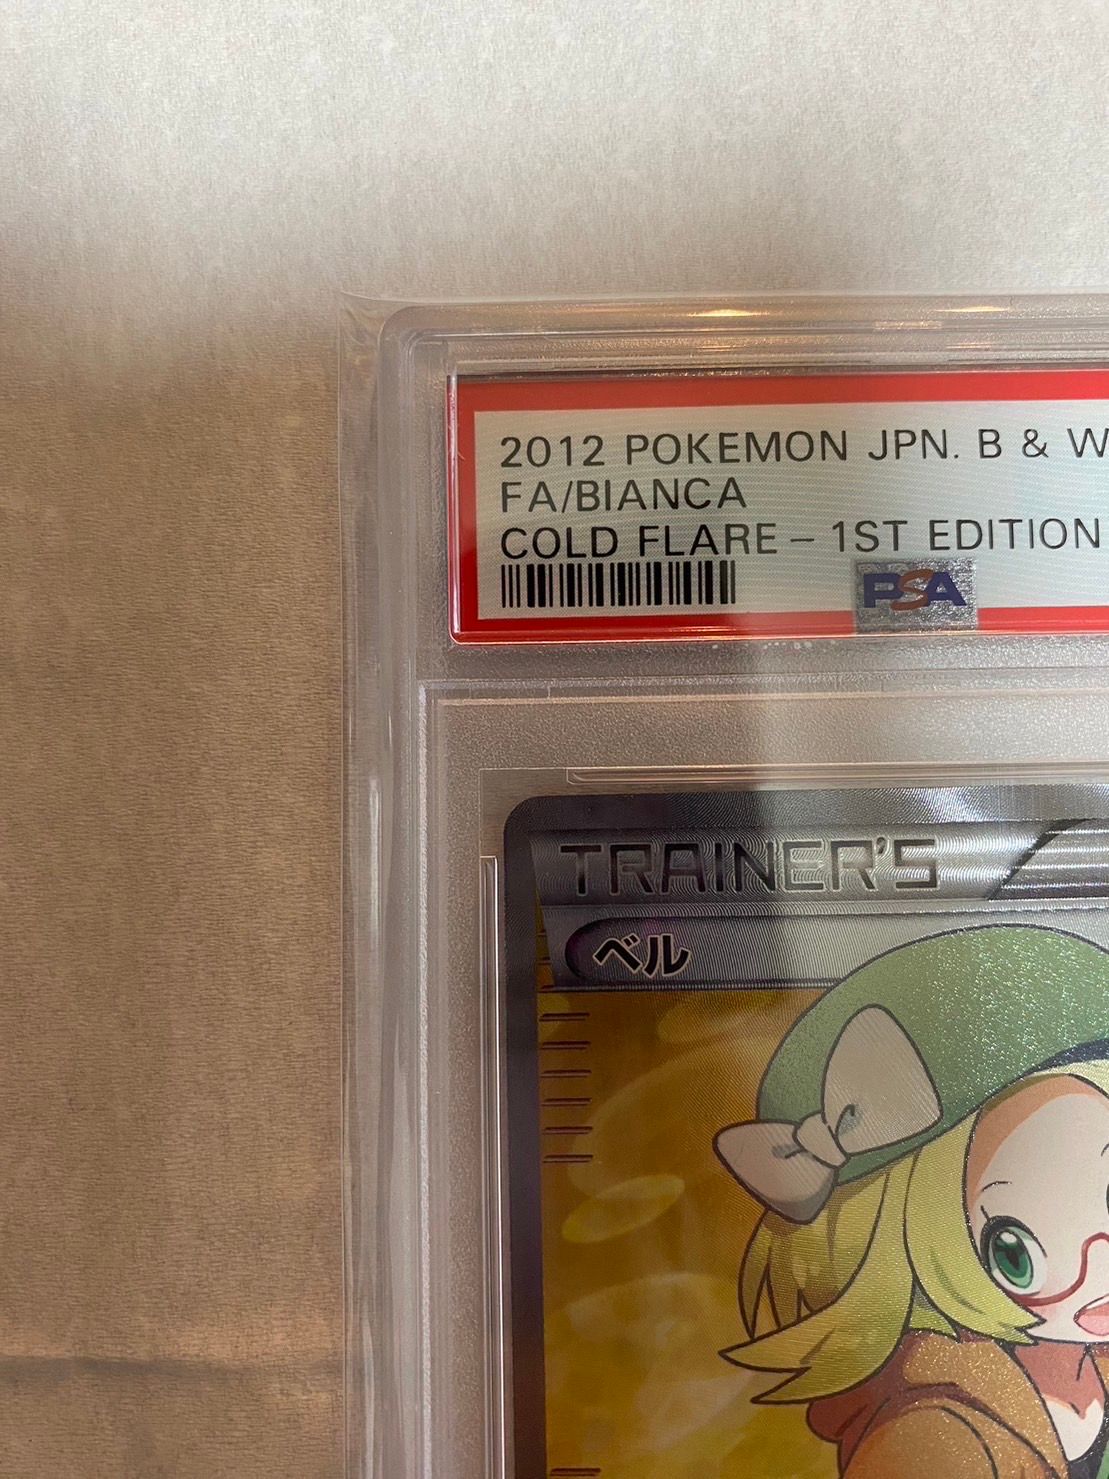 2012 POKEMON JPN. B & W
FA/BIANCA
COLD FLARE – 1ST EDITION
PSA
TRAINER'S
ベル